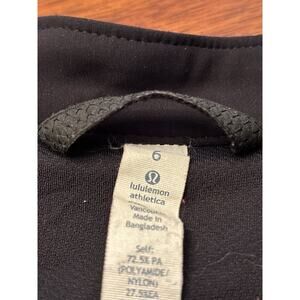 6
lululemon
athletica
Vancouver
Made in
Bangladesh
Self:
72.5% PA
(POLYAMIDE/
NYLON)
27.5%EA